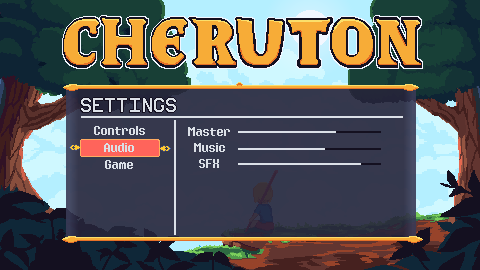 CHERUTON
SETTINGS
Controls
Audio
Game
Master
Music
SFX